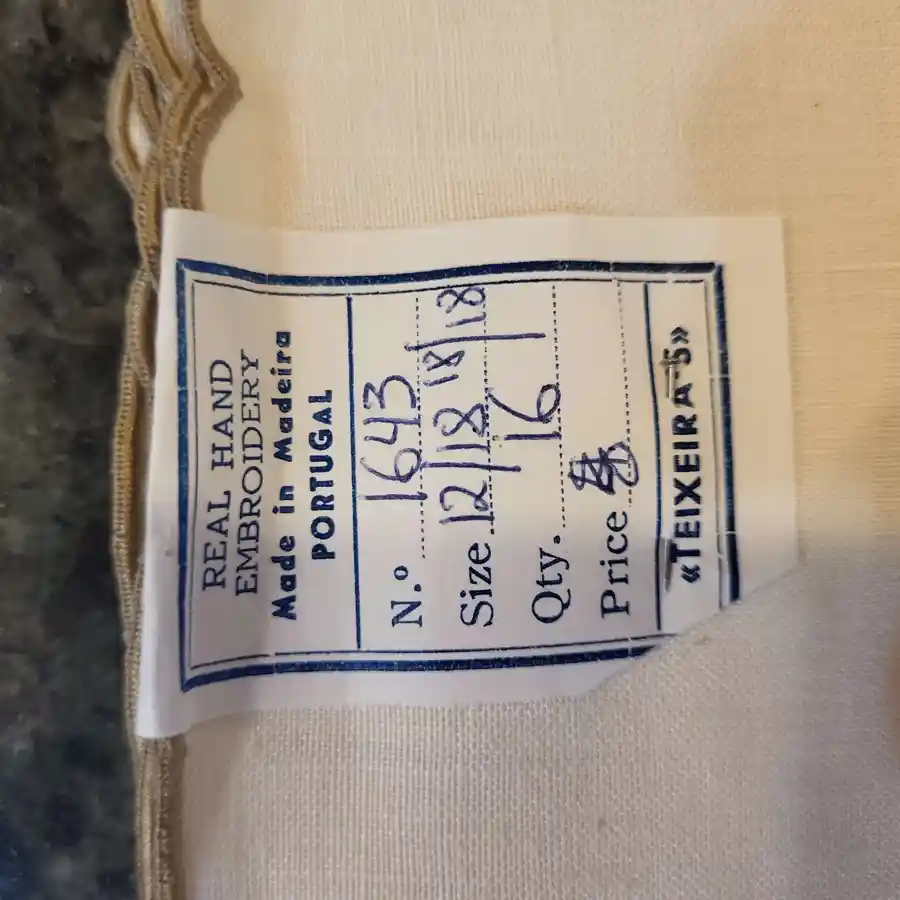 REAL HAND
EMBROIDERY
Made in Madeira
PORTUGAL
N.º 1643
Size 12/18 18/18
Qty. 16
Price
«TEIXEIRA-5»